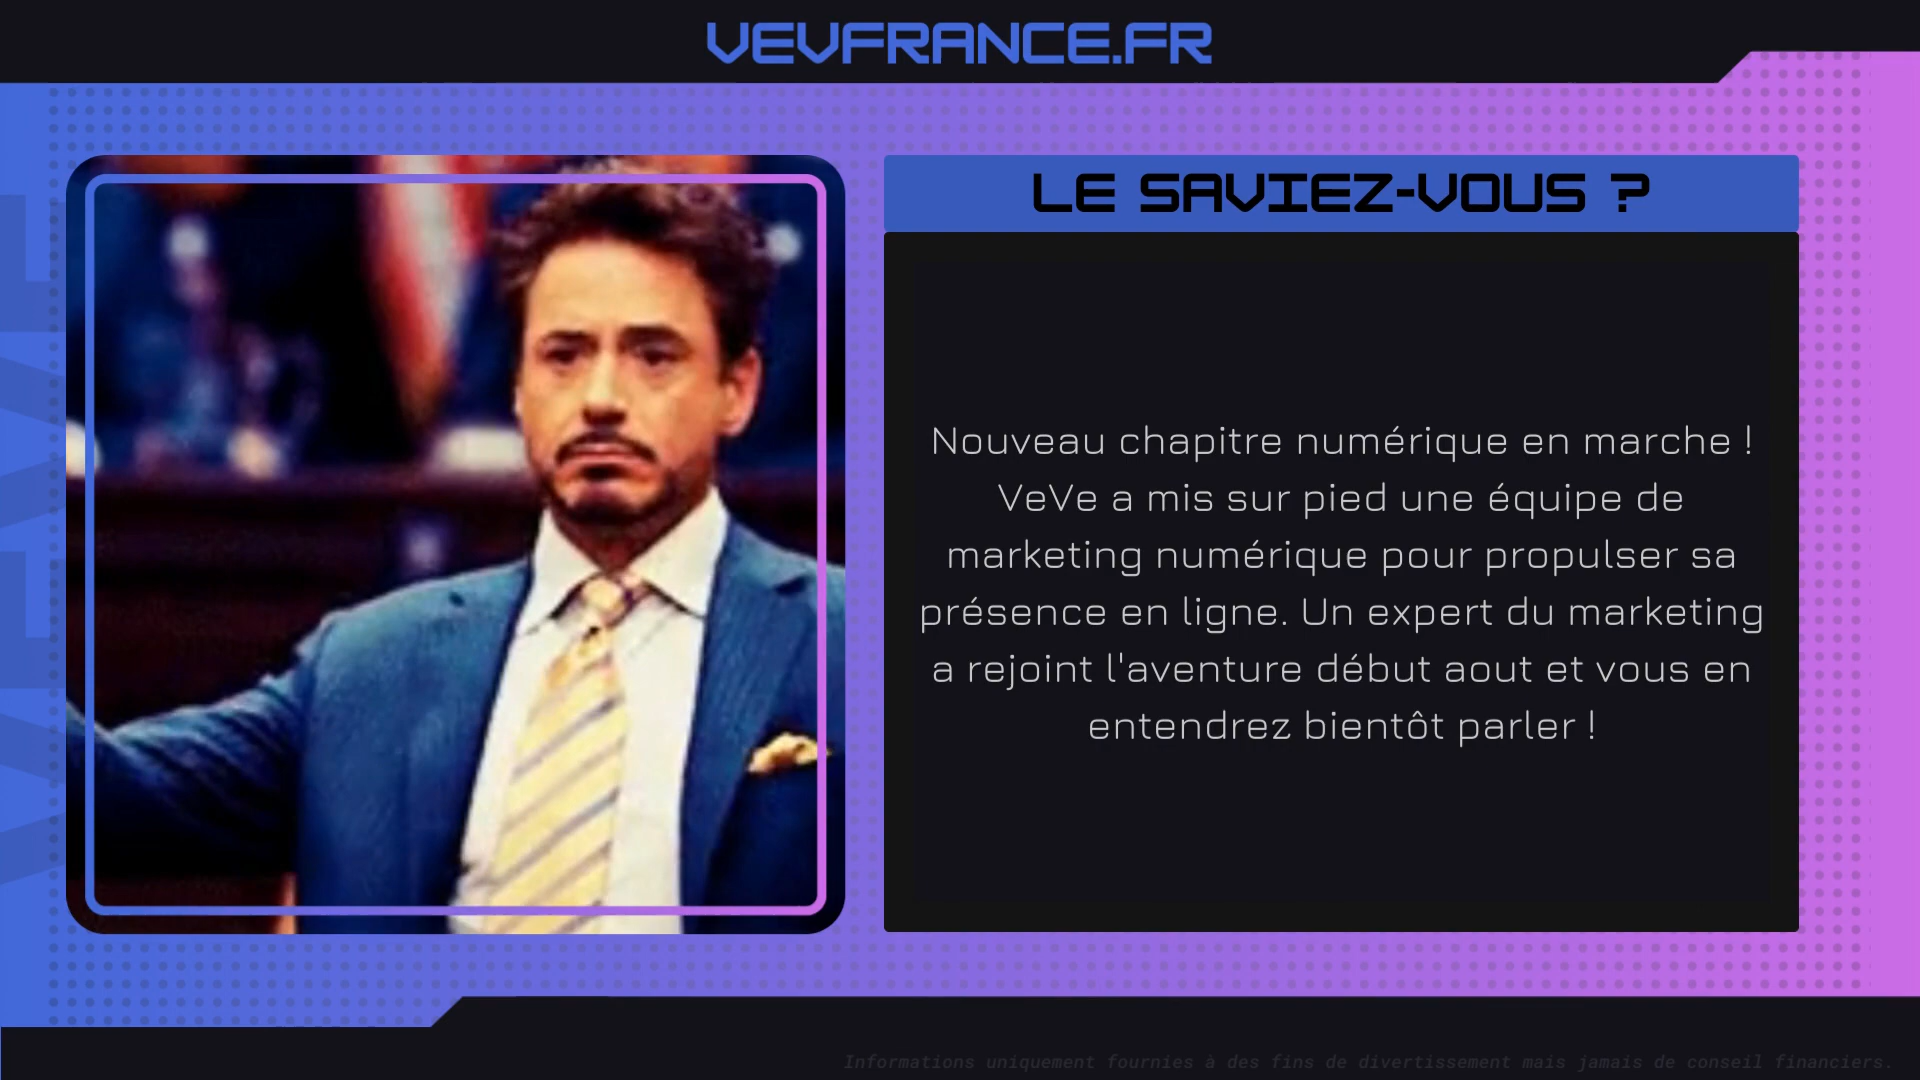 VEVFRANCE.FR
LE SAVIEZ-VOUS ?
Nouveau chapitre numérique en marche !
VeVe a mis sur pied une équipe de
marketing numérique pour propulser sa
présence en ligne. Un expert du marketing
a rejoint l'aventure début aout et vous en
entendrez bientôt parler !
Informations uniquement fournies à des fins de divertissement mais jamais de conseil financiers.